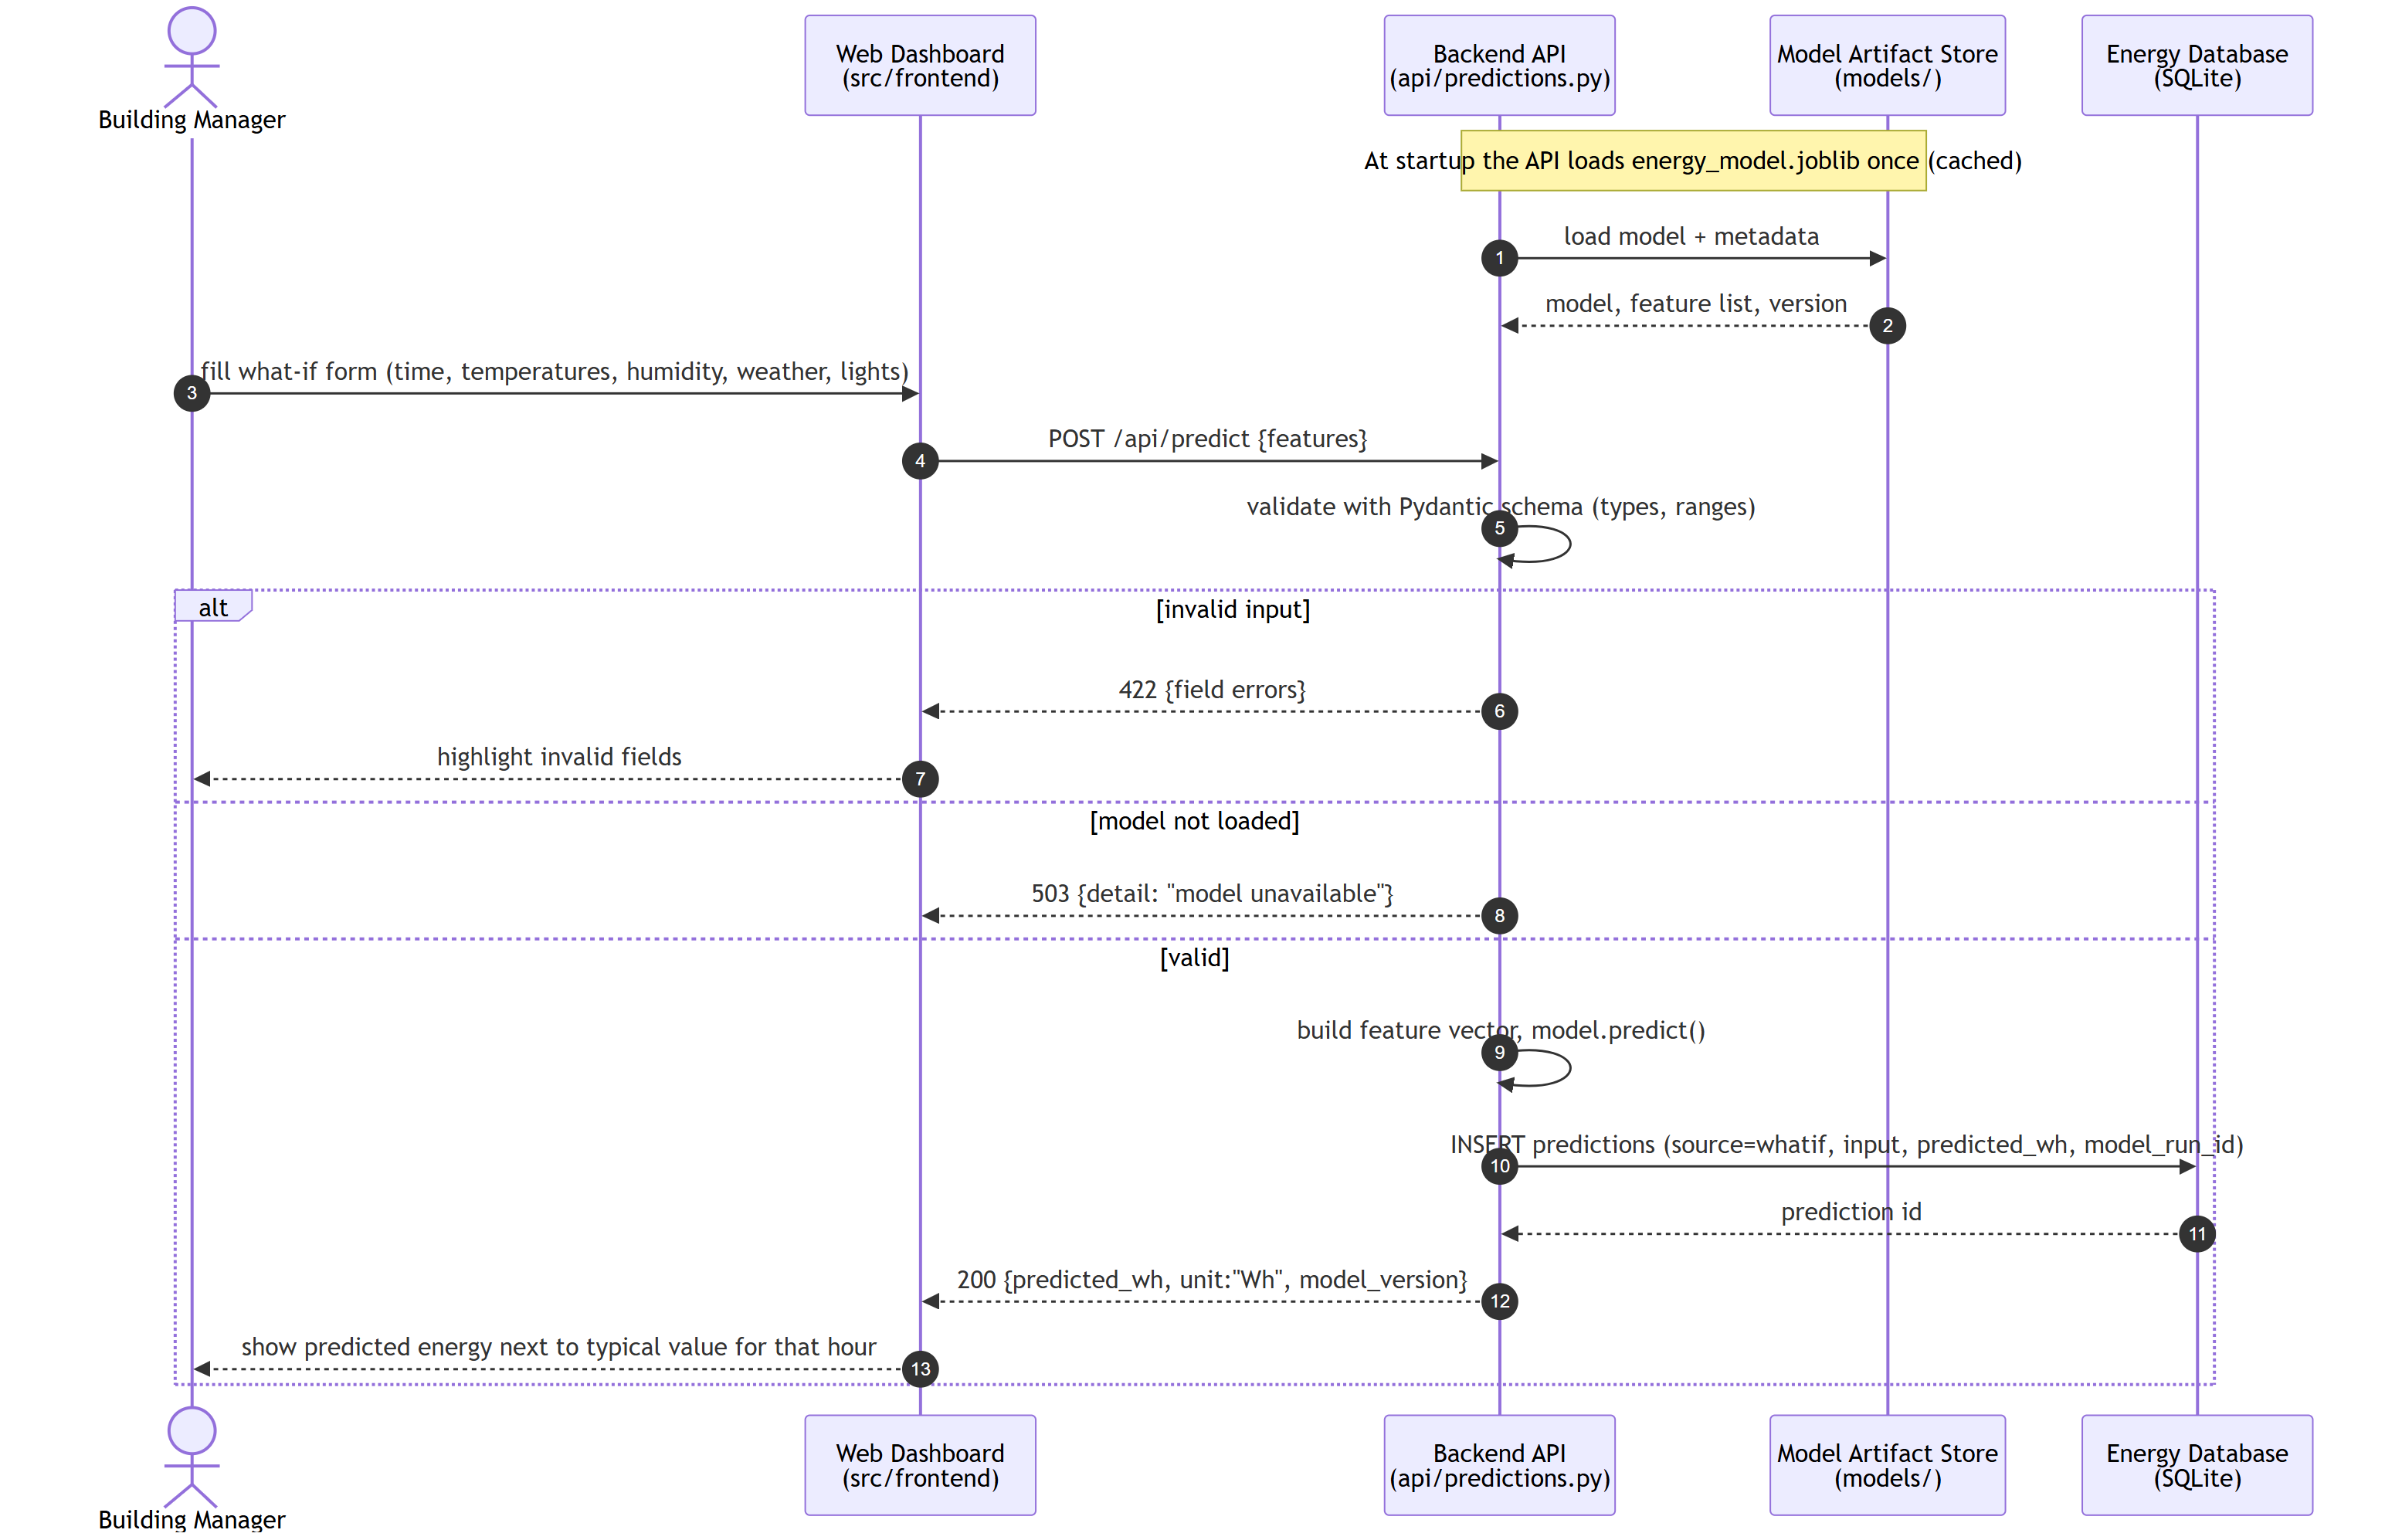 Building Manager
Web Dashboard
(src/frontend)
Backend API
(api/predictions.py)
Model Artifact Store
(models/)
Energy Database
(SQLite)
At startup the API loads energy_model.joblib once (cached)
load model + metadata
1
model, feature list, version
2
fill what-if form (time, temperatures, humidity, weather, lights)
3
POST /api/predict {features}
4
validate with Pydantic schema (types, ranges)
5
alt
[invalid input]
422 {field errors}
6
highlight invalid fields
7
[model not loaded]
503 {detail: "model unavailable"}
8
[valid]
build feature vector, model.predict()
9
INSERT predictions (source=whatif, input, predicted_wh, model_run_id)
10
prediction id
11
200 {predicted_wh, unit:"Wh", model_version}
12
show predicted energy next to typical value for that hour
13
Building Manager
Web Dashboard
(src/frontend)
Backend API
(api/predictions.py)
Model Artifact Store
(models/)
Energy Database
(SQLite)